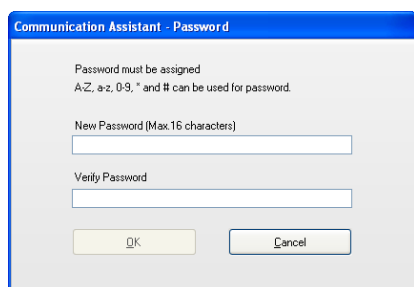 Communication Assistant - Password
Password must be assigned
A-Z, a-z, 0-9, * and # can be used for password.
New Password (Max.16 characters)
Verify Password
OK
Cancel